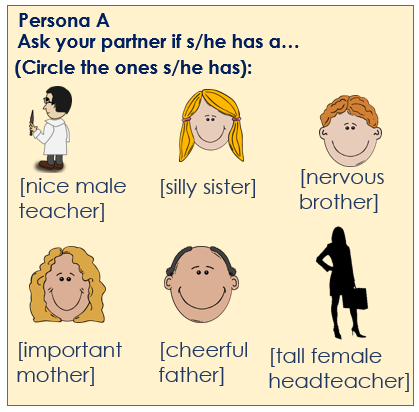 Persona A
Ask your partner if s/he has a…
(Circle the ones s/he has):
[nice male
teacher]
[silly sister]
[nervous
brother]
[important
mother]
[cheerful
father]
[tall female
headteacher]